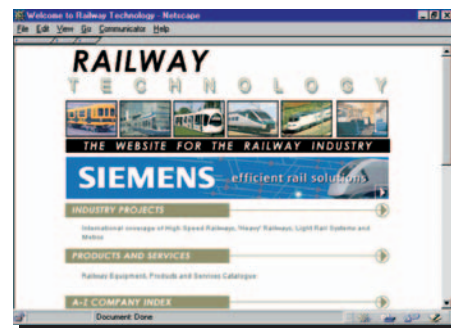 Welcome to Railway Technology - Netscape
File Edit View Go Communicator Help
RAILWAY
TECHNOLOGY
THE WEBSITE FOR THE RAILWAY INDUSTRY
SIEMENS efficient rail solutions
INDUSTRY PROJECTS
International coverage of High Speed Railways, 'Heavy' Railways, Light Rail Systems and
Metros
PRODUCTS AND SERVICES
Railway Equipment, Products and Services Catalogue
A-Z COMPANY INDEX
Document: Done